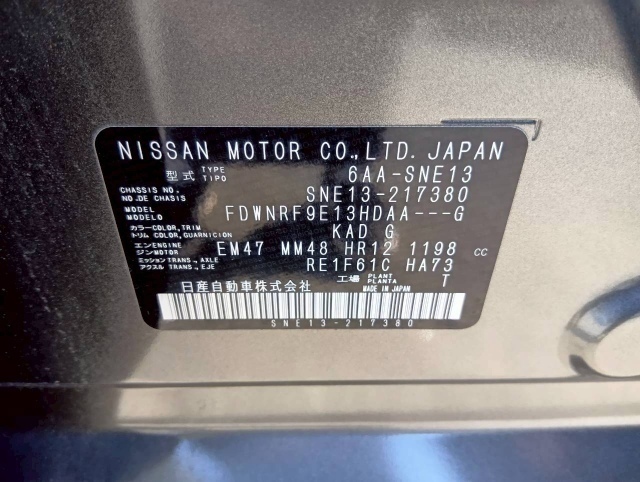 NISSAN MOTOR CO.,LTD. JAPAN
型式 TYPE TIPO 6AA-SNE13
CHASSIS NO. NO. DE CHASSIS SNE13-217380
MODEL MODELO FDWNRF9E13HDAA---G
カラー COLOR, TRIM トリム COLOR, GUARNICION KAD G
エンエンジン ENGINE ジン MOTOR EM47 MM48 HR12 1198 cc
ミッション TRANS., AXLE アクスル TRANS., EJE RE1F61C HA73
工場 PLANT PLANTA T
日産自動車株式会社 MADE IN JAPAN
SNE13-217380